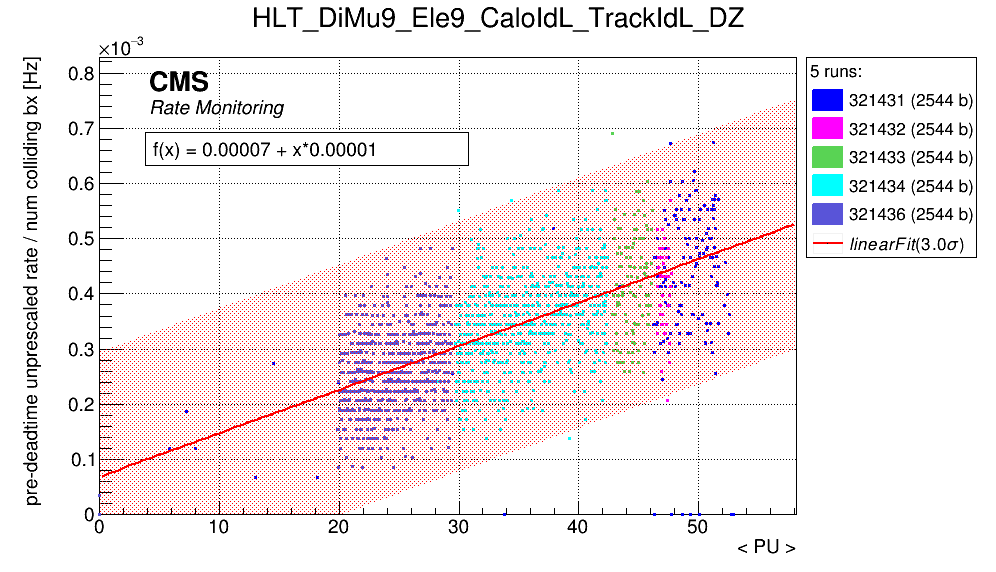 HLT_DiMu9_Ele9_CaloIdL_TrackIdL_DZ
×10⁻³
pre-deadtime unprescaled rate / num colliding bx [Hz]
0.8
0.7
0.6
0.5
0.4
0.3
0.2
0.1
0
CMS
Rate Monitoring
f(x) = 0.00007 + x*0.00001
0 10 20 30 40 50
< PU >
5 runs:
321431 (2544 b)
321432 (2544 b)
321433 (2544 b)
321434 (2544 b)
321436 (2544 b)
linearFit(3.0σ)